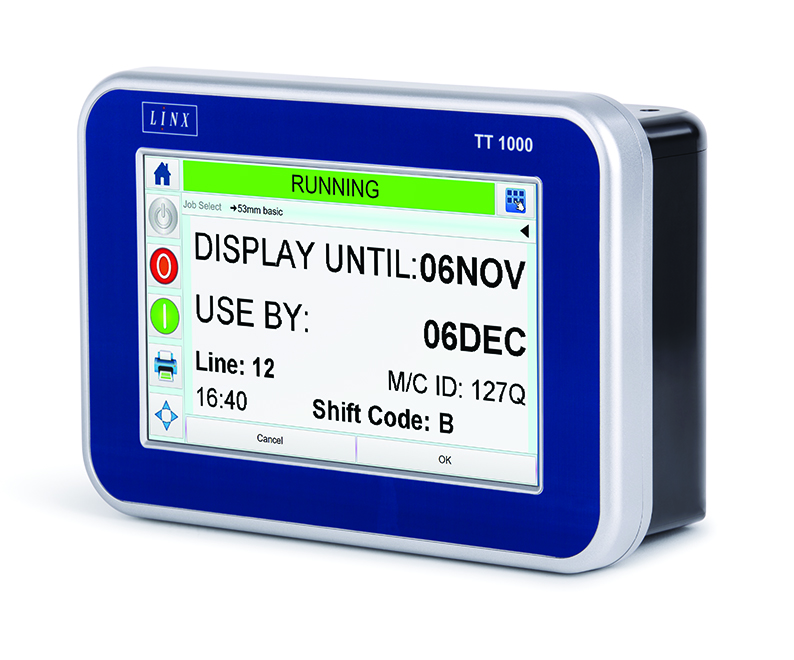 LINX
TT 1000
RUNNING
Job Select ➔53mm basic
DISPLAY UNTIL:06NOV
USE BY: 06DEC
Line: 12
M/C ID: 127Q
16:40
Shift Code: B
Cancel
OK